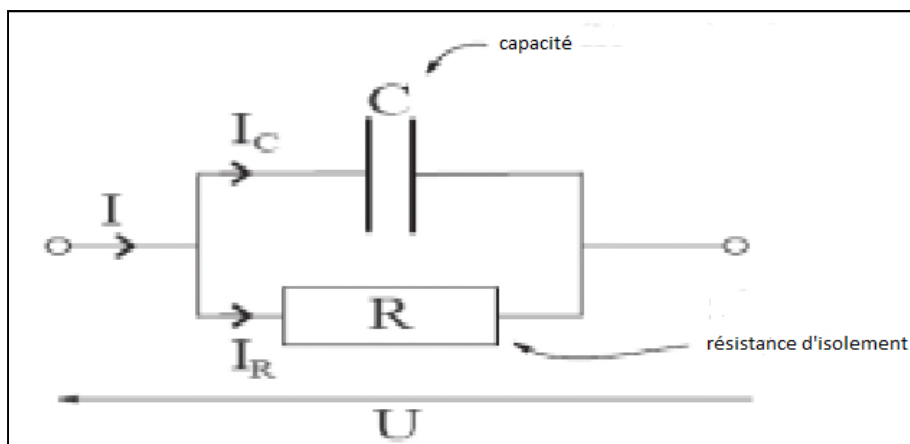 capacité
C
I_C
I
R
I_R
résistance d'isolement
U